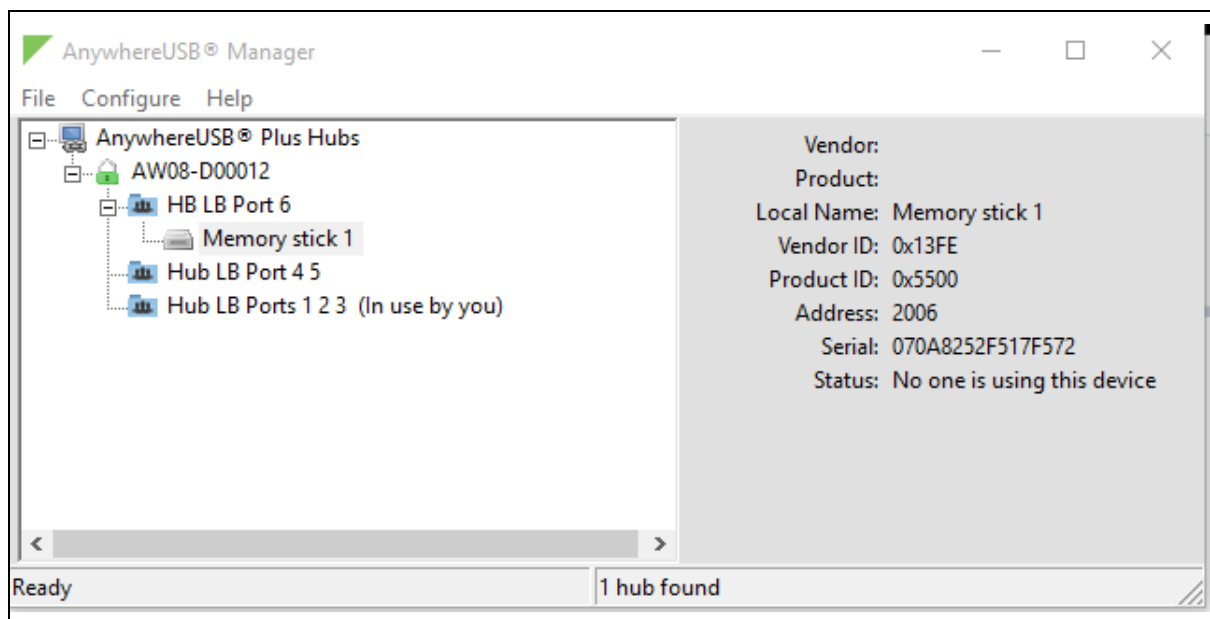 AnywhereUSB® Manager
File Configure Help
AnywhereUSB® Plus Hubs
AW08-D00012
HB LB Port 6
Memory stick 1
Hub LB Port 4 5
Hub LB Ports 1 2 3 (In use by you)
Vendor:
Product:
Local Name: Memory stick 1
Vendor ID: 0x13FE
Product ID: 0x5500
Address: 2006
Serial: 070A8252F517F572
Status: No one is using this device
Ready
1 hub found